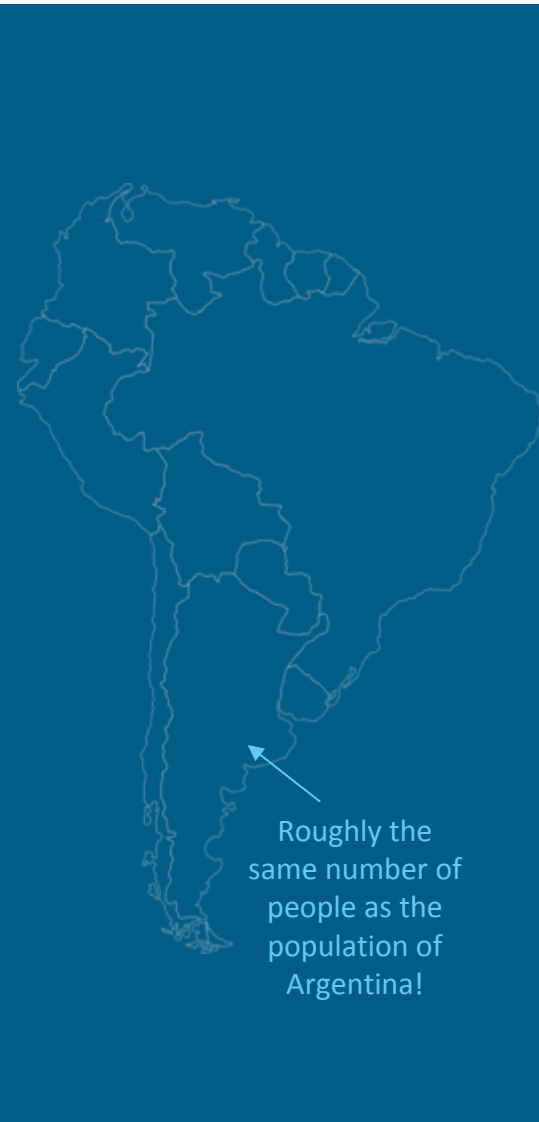 Roughly the
same number of
people as the
population of
Argentina!